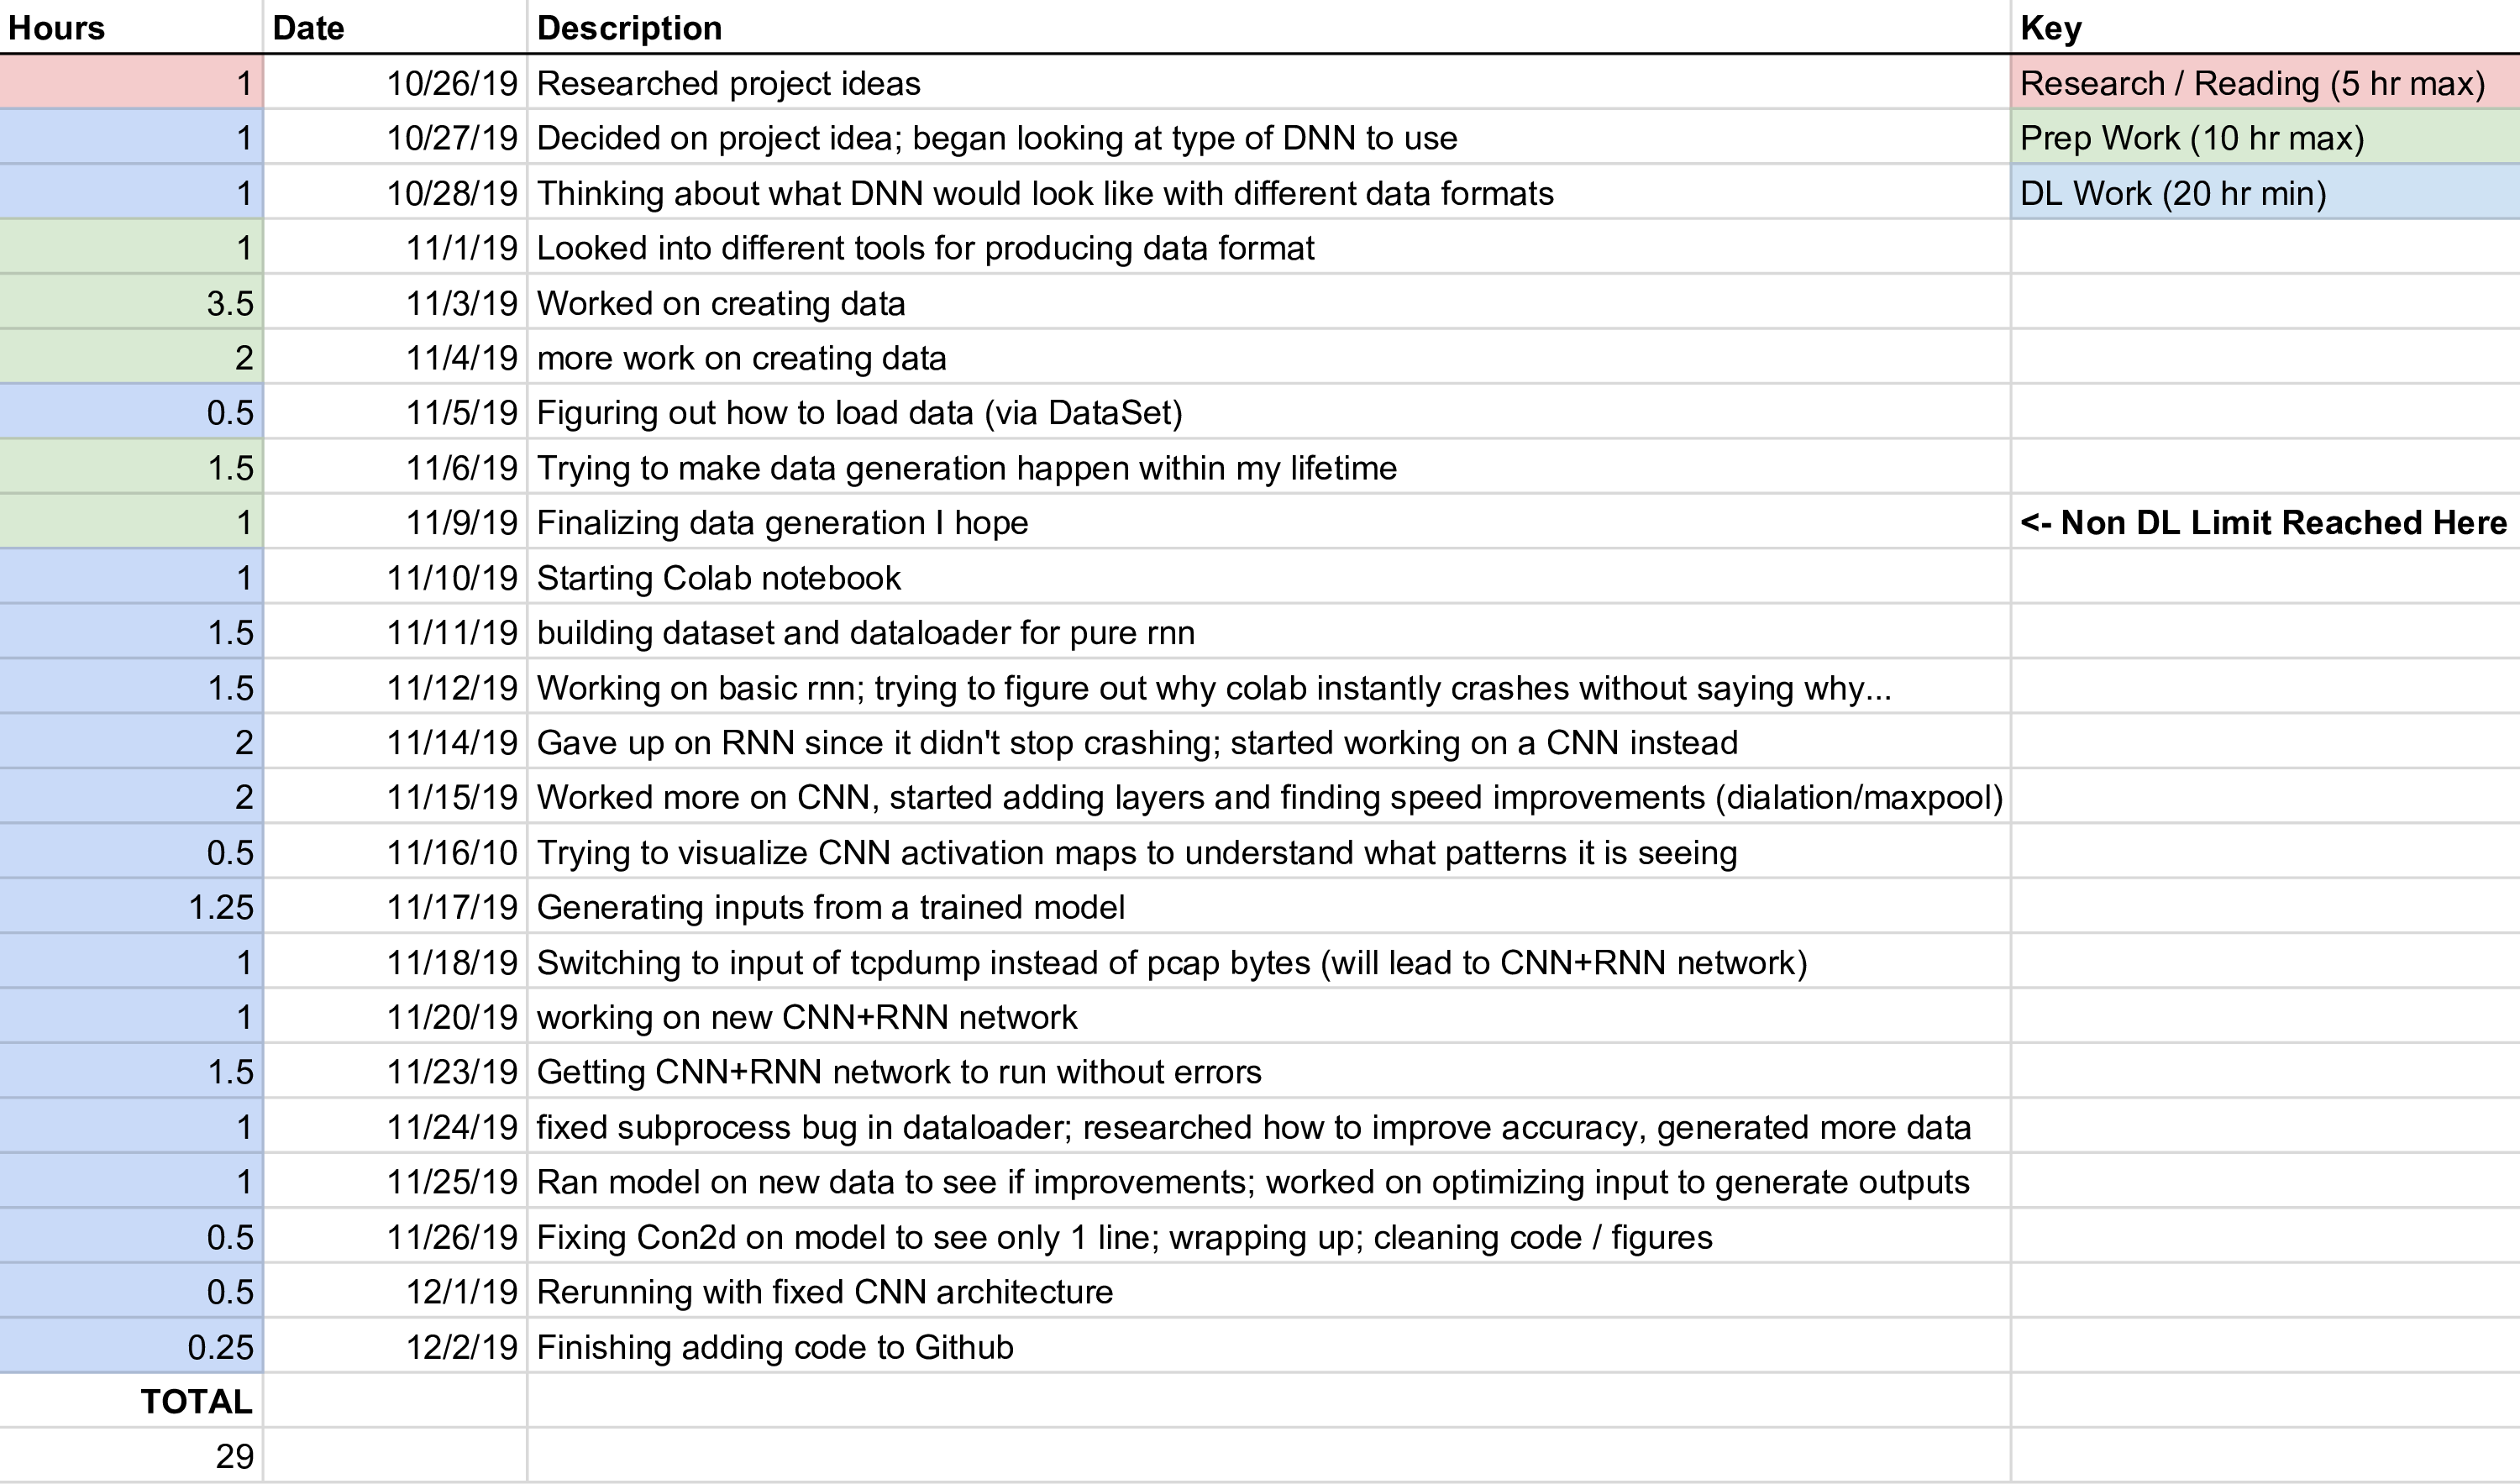 Hours Date Description Key
1 10/26/19 Researched project ideas Research / Reading (5 hr max)
1 10/27/19 Decided on project idea; began looking at type of DNN to use Prep Work (10 hr max)
1 10/28/19 Thinking about what DNN would look like with different data formats DL Work (20 hr min)
1 11/1/19 Looked into different tools for producing data format
3.5 11/3/19 Worked on creating data
2 11/4/19 more work on creating data
0.5 11/5/19 Figuring out how to load data (via DataSet)
1.5 11/6/19 Trying to make data generation happen within my lifetime
1 11/9/19 Finalizing data generation I hope <- Non DL Limit Reached Here
1 11/10/19 Starting Colab notebook
1.5 11/11/19 building dataset and dataloader for pure rnn
1.5 11/12/19 Working on basic rnn; trying to figure out why colab instantly crashes without saying why...
2 11/14/19 Gave up on RNN since it didn't stop crashing; started working on a CNN instead
2 11/15/19 Worked more on CNN, started adding layers and finding speed improvements (dialation/maxpool)
0.5 11/16/10 Trying to visualize CNN activation maps to understand what patterns it is seeing
1.25 11/17/19 Generating inputs from a trained model
1 11/18/19 Switching to input of tcpdump instead of pcap bytes (will lead to CNN+RNN network)
1 11/20/19 working on new CNN+RNN network
1.5 11/23/19 Getting CNN+RNN network to run without errors
1 11/24/19 fixed subprocess bug in dataloader; researched how to improve accuracy, generated more data
1 11/25/19 Ran model on new data to see if improvements; worked on optimizing input to generate outputs
0.5 11/26/19 Fixing Con2d on model to see only 1 line; wrapping up; cleaning code / figures
0.5 12/1/19 Rerunning with fixed CNN architecture
0.25 12/2/19 Finishing adding code to Github
TOTAL
29